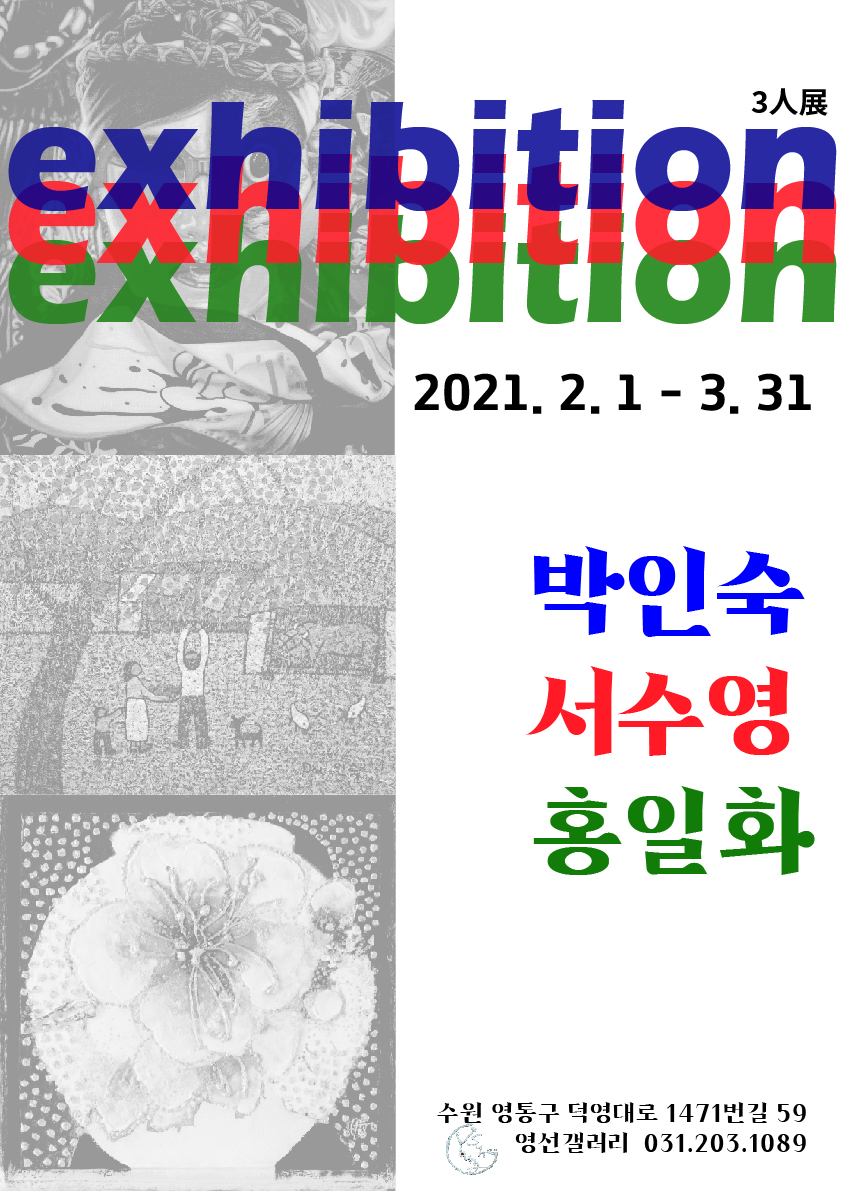 3人展
exhibition
exhibition
exhibition
2021. 2. 1 - 3. 31
박인숙
서수영
홍일화
수원 영통구 덕영대로 1471번길 59
영선갤러리 031.203.1089